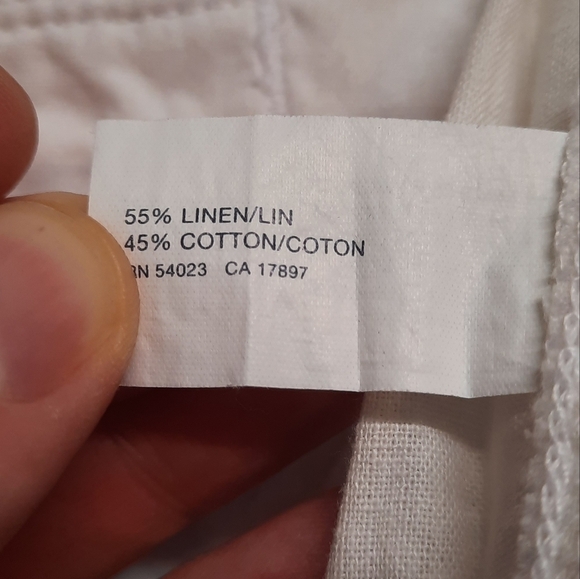 55% LINEN/LIN
45% COTTON/COTON
RN 54023 CA 17897